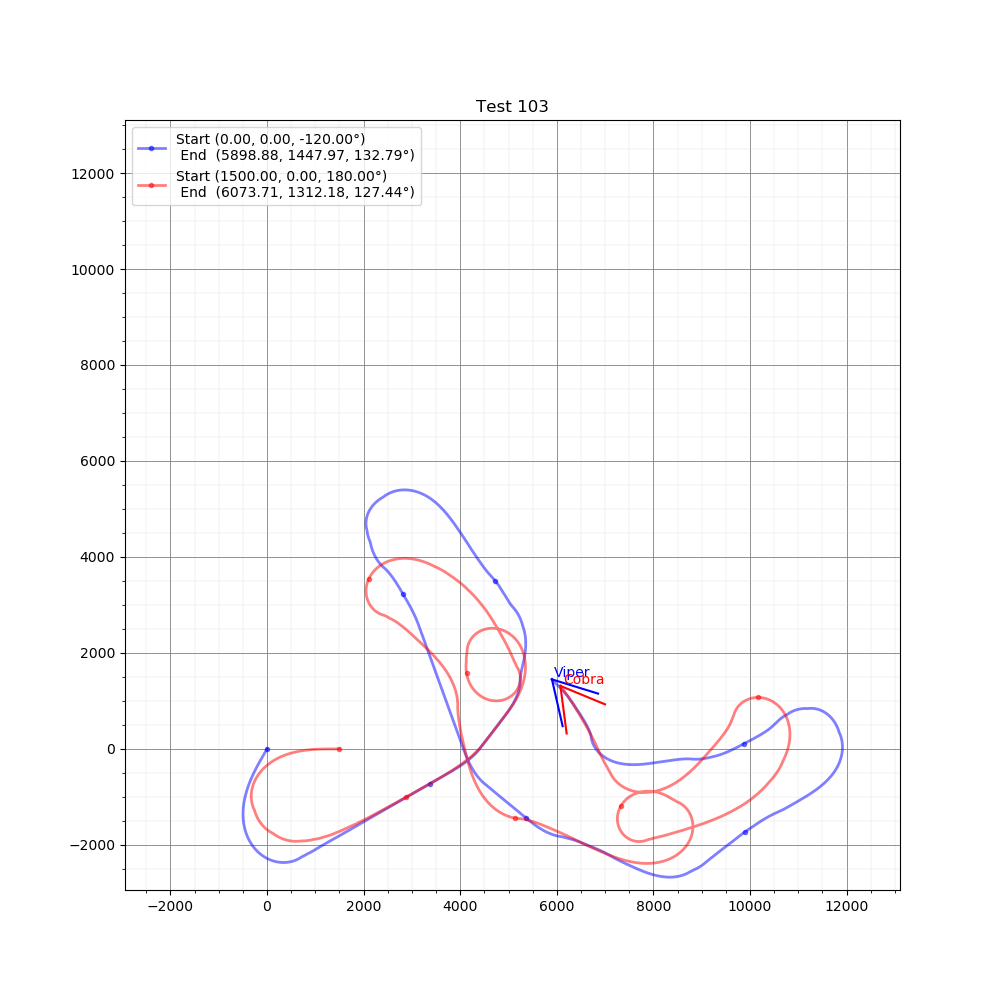 Test 103
Start (0.00, 0.00, -120.00°)
End (5898.88, 1447.97, 132.79°)
Start (1500.00, 0.00, 180.00°)
End (6073.71, 1312.18, 127.44°)
12000
10000
8000
6000
4000
2000
0
−2000
Viper
Cobra
−2000 0 2000 4000 6000 8000 10000 12000